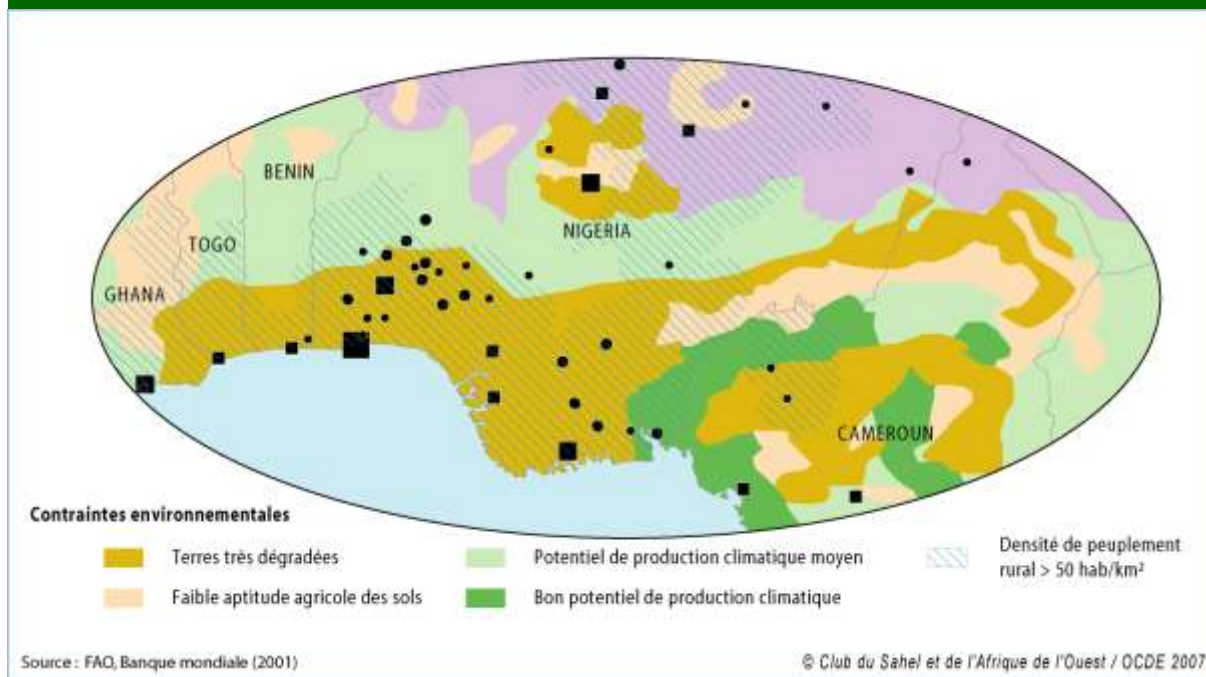 BENIN
TOGO
NIGERIA
GHANA
CAMEROUN
Contraintes environnementales
Terres très dégradées
Potentiel de production climatique moyen
Densité de peuplement
rural > 50 hab/km²
Faible aptitude agricole des sols
Bon potentiel de production climatique
Source : FAO, Banque mondiale (2001)
© Club du Sahel et de l'Afrique de l'Ouest / OCDE 2007